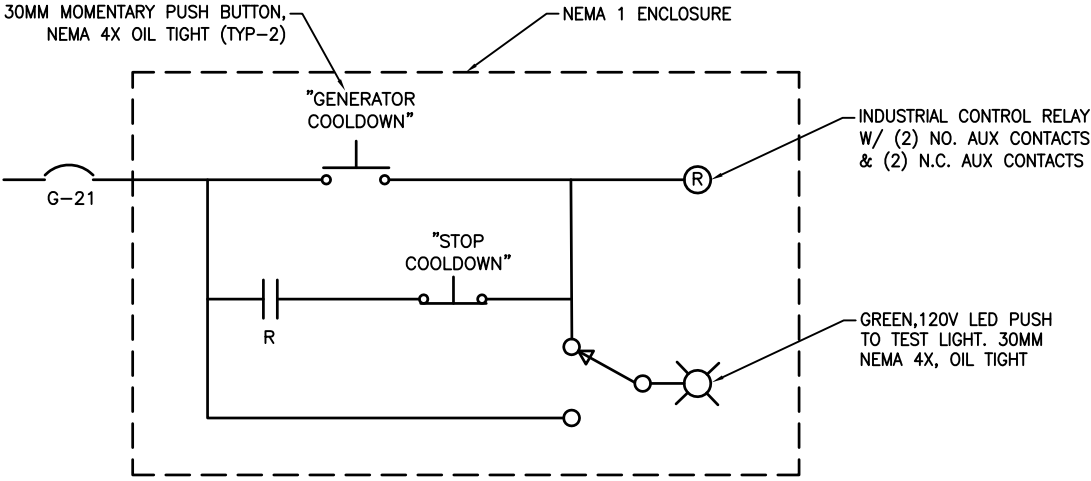 30MM MOMENTARY PUSH BUTTON,
NEMA 4X OIL TIGHT (TYP-2)
NEMA 1 ENCLOSURE
"GENERATOR
COOLDOWN"
INDUSTRIAL CONTROL RELAY
W/ (2) NO. AUX CONTACTS
& (2) N.C. AUX CONTACTS
R
G-21
"STOP
COOLDOWN"
R
GREEN,120V LED PUSH
TO TEST LIGHT. 30MM
NEMA 4X, OIL TIGHT